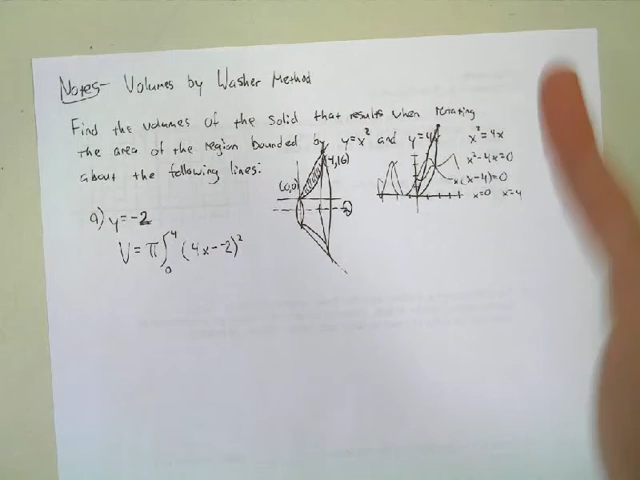 Notes- Volumes by Washer Method
Find the volumes of the solid that results when rotating
the area of the region bounded by y=x² and y=4
about the following lines:
x²=4x
x²-4x=0
x(x-4)=0
x=0 x=4
(0,0)
(4,16)
a) y=-2
V = π∫₀⁴ (4x--2)²